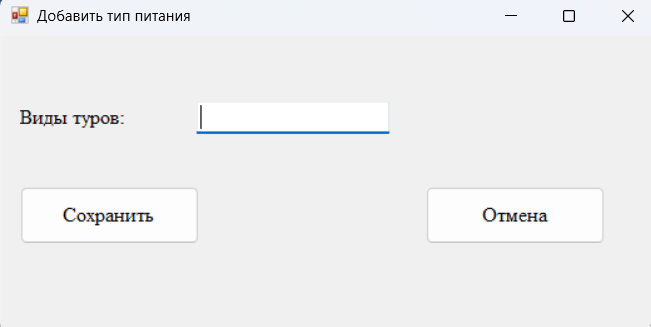 Добавить тип питания
Виды туров:
Сохранить
Отмена